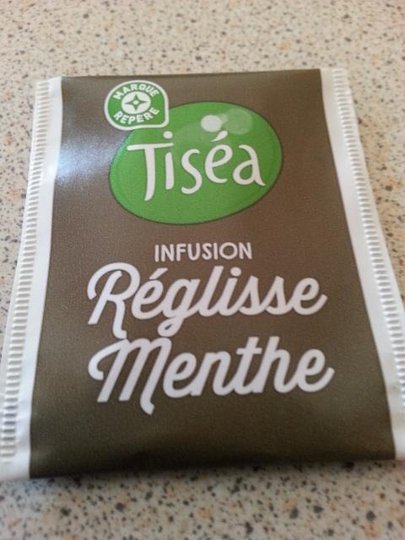 MARQUE
REPÈRE
Tiséa
INFUSION
Réglisse
Menthe